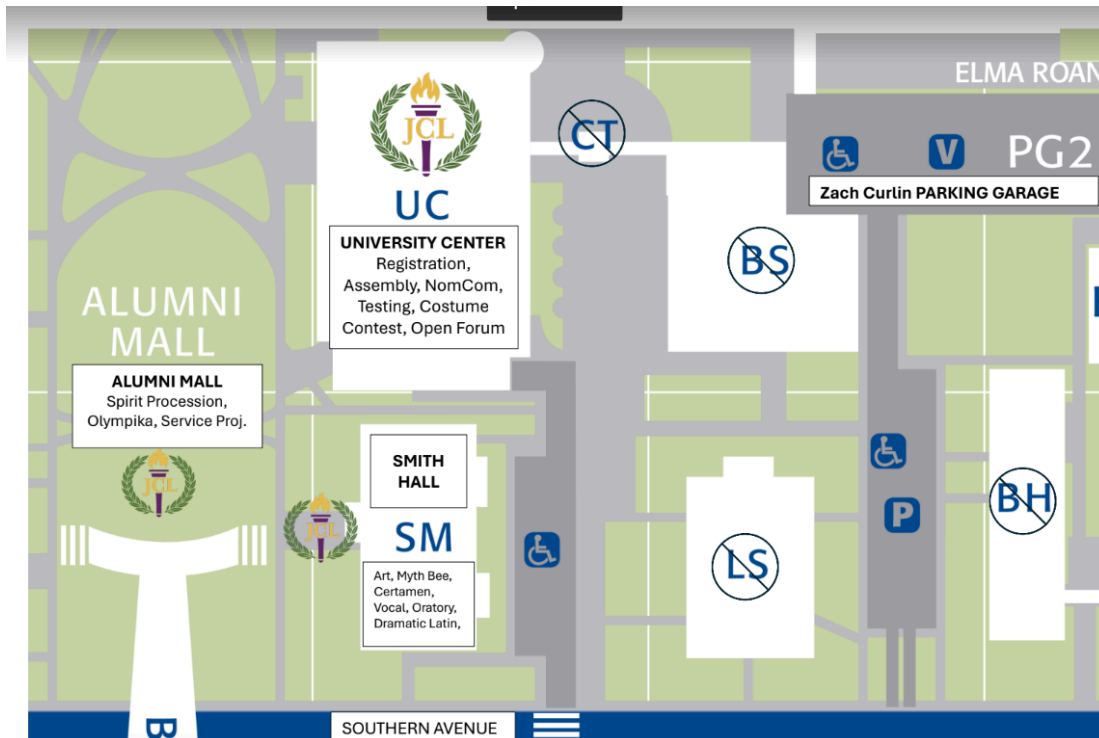 ELMA ROAN
JCL
CT
V
PG2
Zach Curlin PARKING GARAGE
UC
UNIVERSITY CENTER
Registration,
Assembly, NomCom,
Testing, Costume
Contest, Open Forum
BS
ALUMNI
MALL
ALUMNI MALL
Spirit Procession,
Olympika, Service Proj.
JCL
SMITH
HALL
JCL
SM
Art, Myth Bee,
Certamen,
Vocal, Oratory,
Dramatic Latin,
LS
P
BH
B
SOUTHERN AVENUE